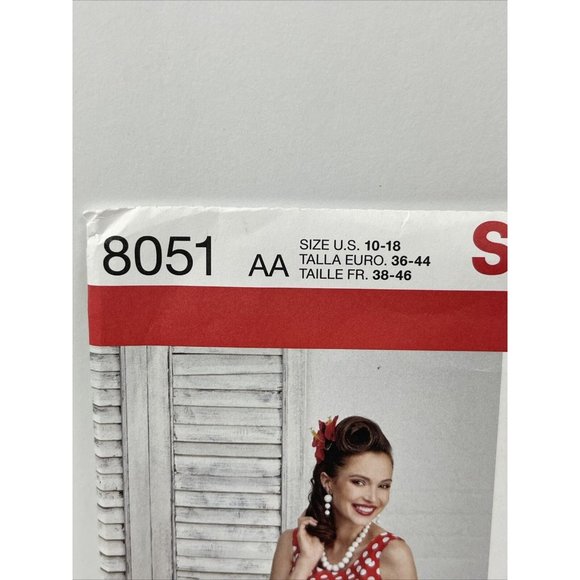 8051 AA
SIZE U.S. 10-18
TALLA EURO. 36-44
TAILLE FR. 38-46
S